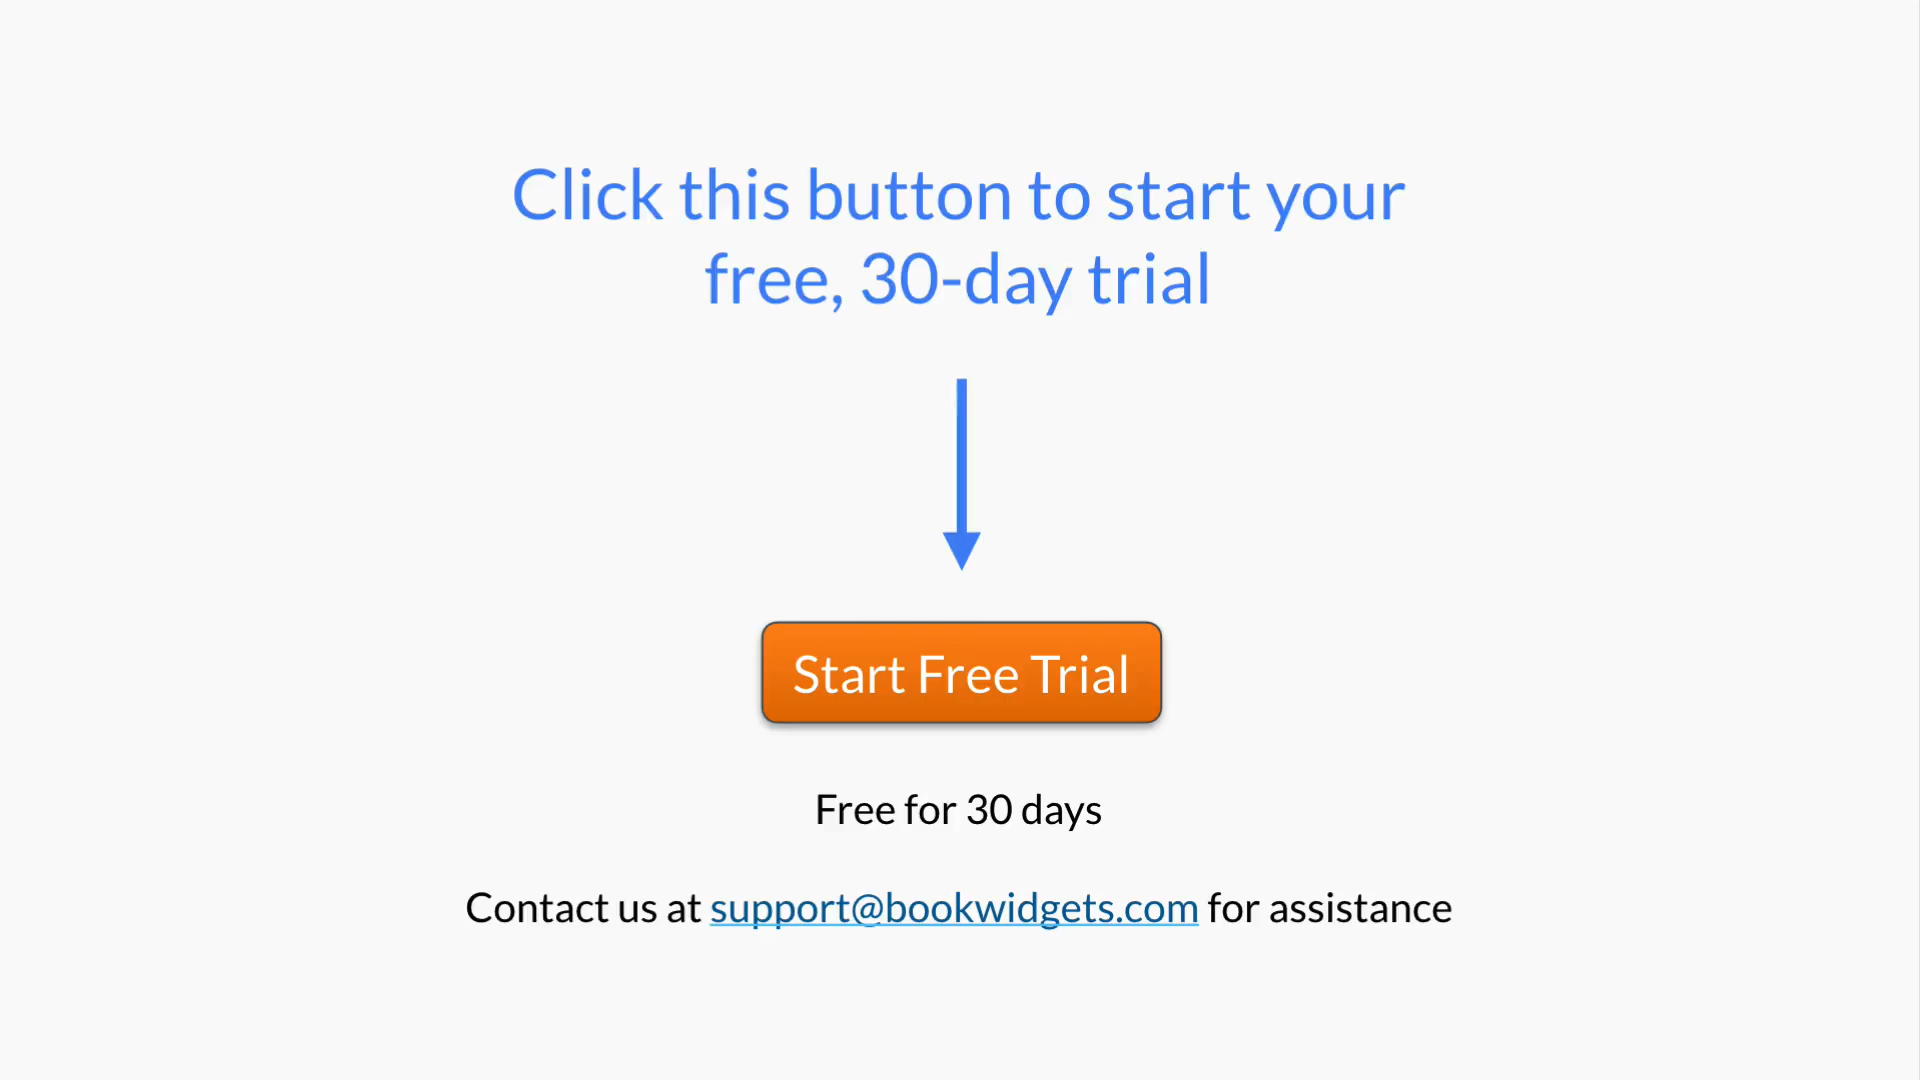 Click this button to start your
free, 30-day trial
Start Free Trial
Free for 30 days
Contact us at support@bookwidgets.com for assistance